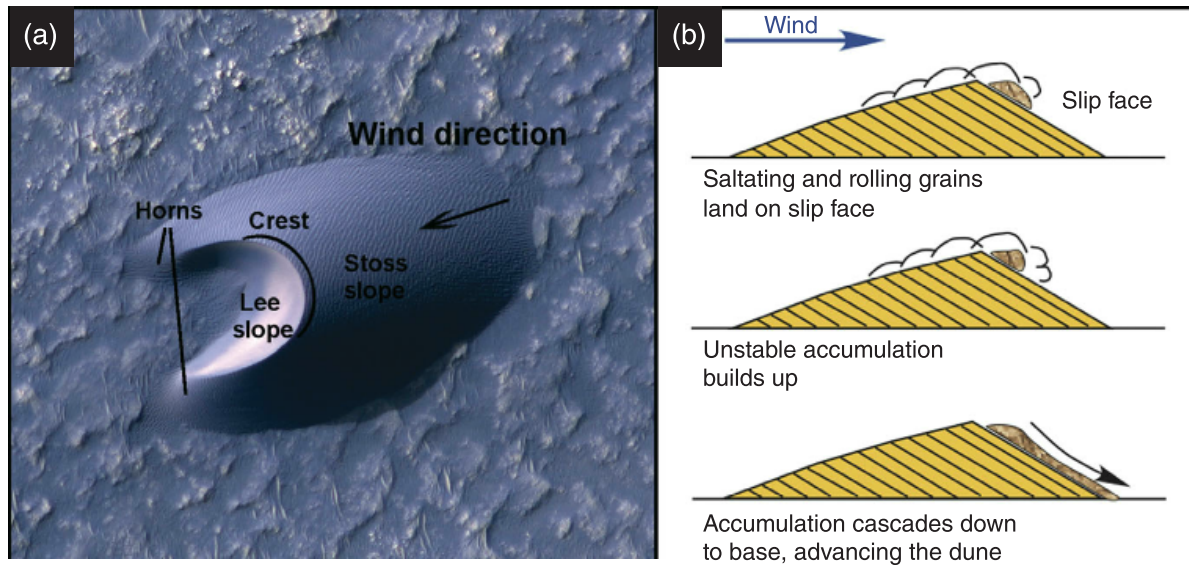 (a)
Wind direction
Horns
Crest
Stoss
slope
Lee
slope
(b)
Wind
Slip face
Saltating and rolling grains
land on slip face
Unstable accumulation
builds up
Accumulation cascades down
to base, advancing the dune